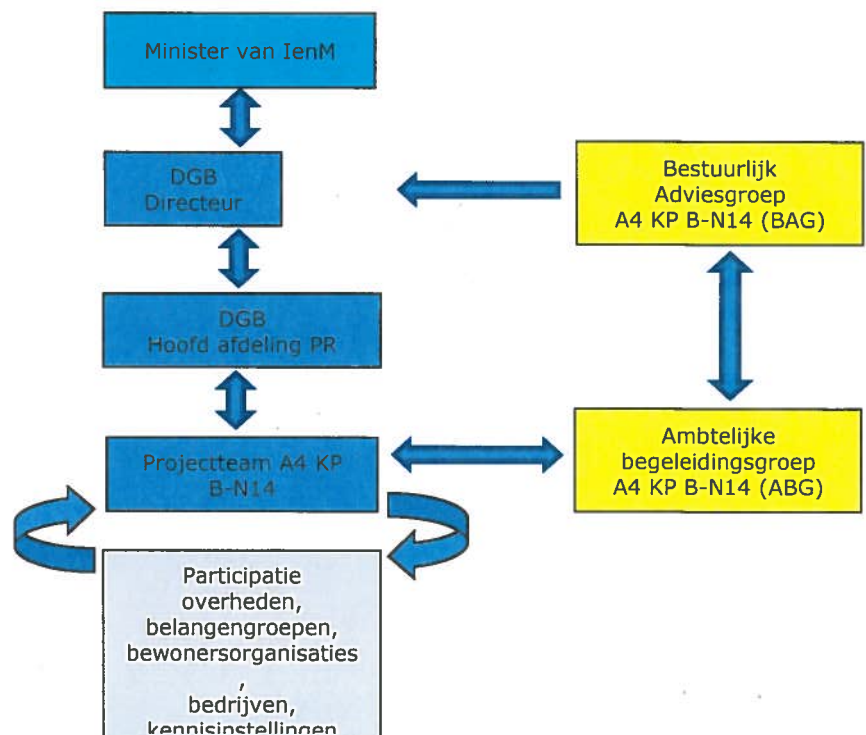 Minister van IenM
DGB
Directeur
Bestuurlijk
Adviesgroep
A4 KP B-N14 (BAG)
DGB
Hoofd afdeling PR
Projectteam A4 KP
B-N14
Ambtelijke
begeleidingsgroep
A4 KP B-N14 (ABG)
Participatie
overheden,
belangengroepen,
bewonersorganisaties
,
bedrijven,
kennisinstellingen